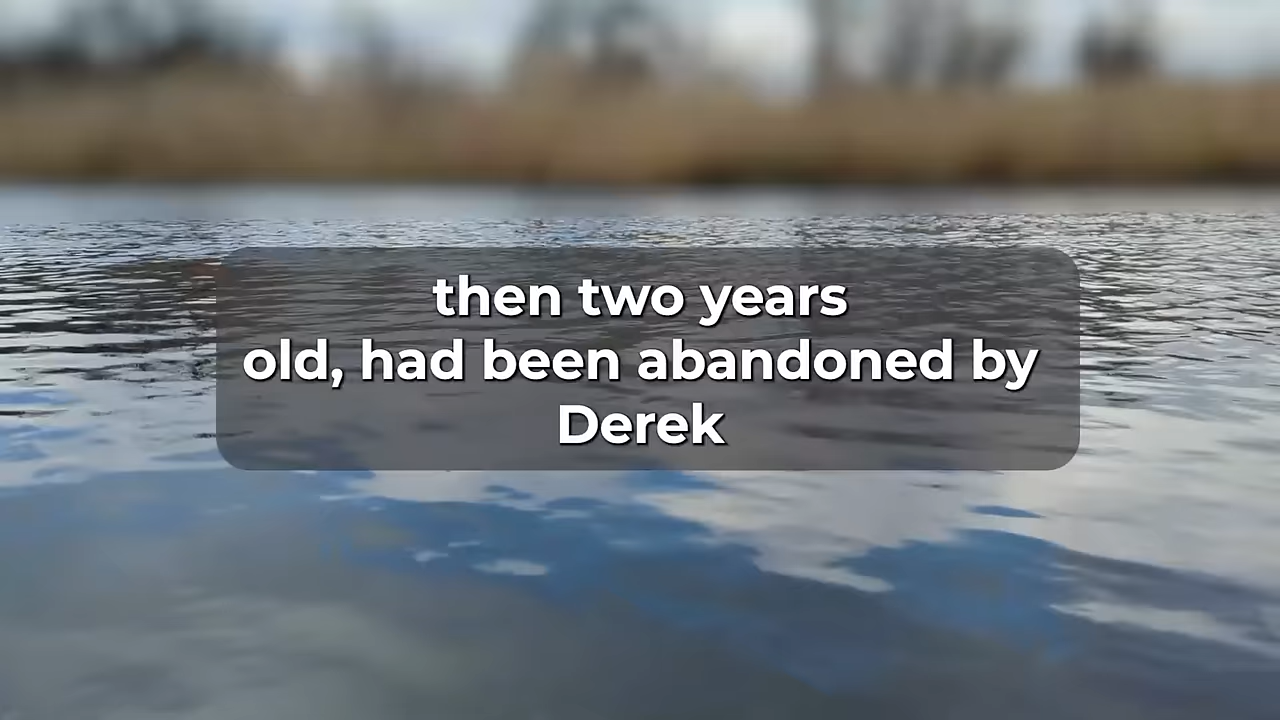 then two years
old, had been abandoned by
Derek